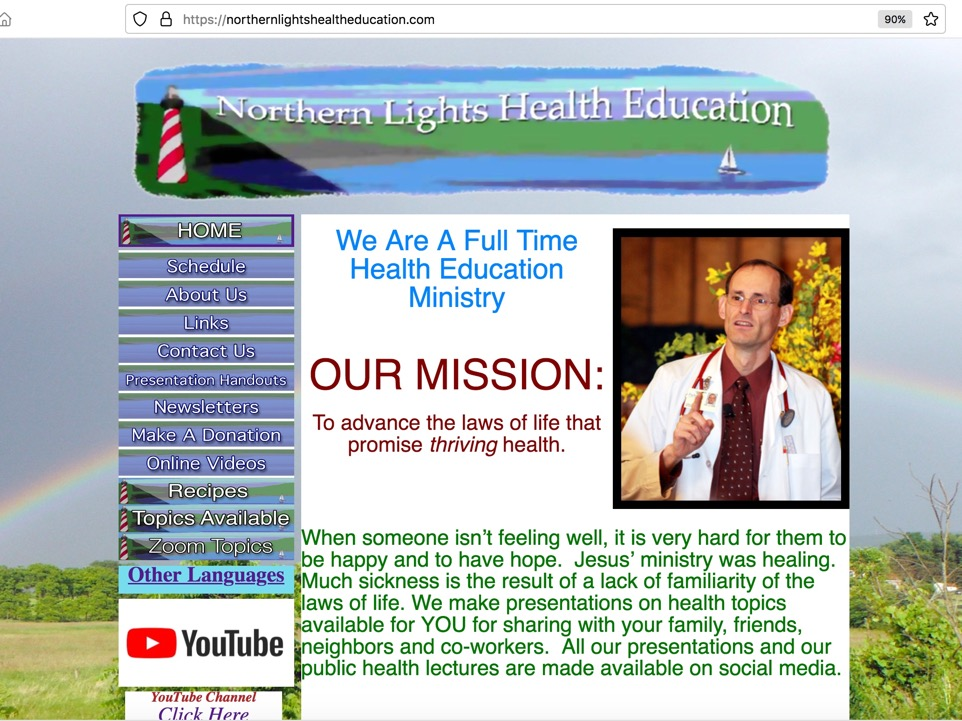 https://northernlightshealtheducation.com
90%
Northern Lights Health Education
HOME
Schedule
About Us
Links
Contact Us
Presentation Handouts
Newsletters
Make A Donation
Online Videos
Recipes
Topics Available
Zoom Topics
Other Languages
YouTube
YouTube Channel
Click Here
We Are A Full Time
Health Education
Ministry
OUR MISSION:
To advance the laws of life that
promise thriving health.
When someone isn’t feeling well, it is very hard for them to
be happy and to have hope.  Jesus’ ministry was healing.
Much sickness is the result of a lack of familiarity of the
laws of life. We make presentations on health topics
available for YOU for sharing with your family, friends,
neighbors and co-workers.  All our presentations and our
public health lectures are made available on social media.